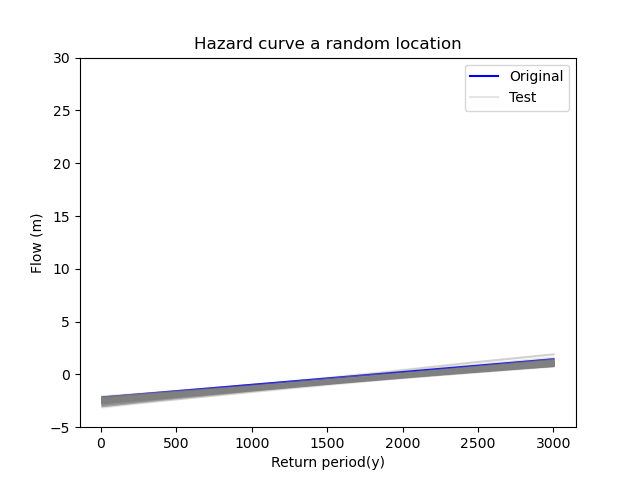 Hazard curve a random location
Original
Test
30
25
20
15
10
5
0
−5
Flow (m)
0 500 1000 1500 2000 2500 3000
Return period(y)